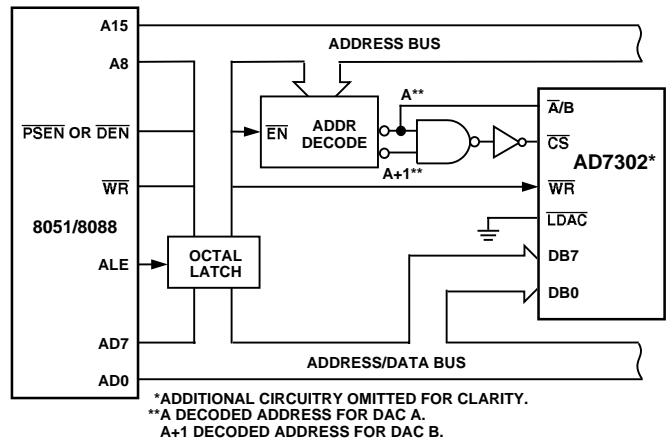 A15
ADDRESS BUS
A8
A**
A̅/B
PSEN OR DEN
EN
ADDR
DECODE
CS
AD7302*
A+1**
WR
WR
8051/8088
LDAC
ALE
OCTAL
LATCH
DB7
DB0
AD7
ADDRESS/DATA BUS
AD0
*ADDITIONAL CIRCUITRY OMITTED FOR CLARITY.
**A DECODED ADDRESS FOR DAC A.
A+1 DECODED ADDRESS FOR DAC B.